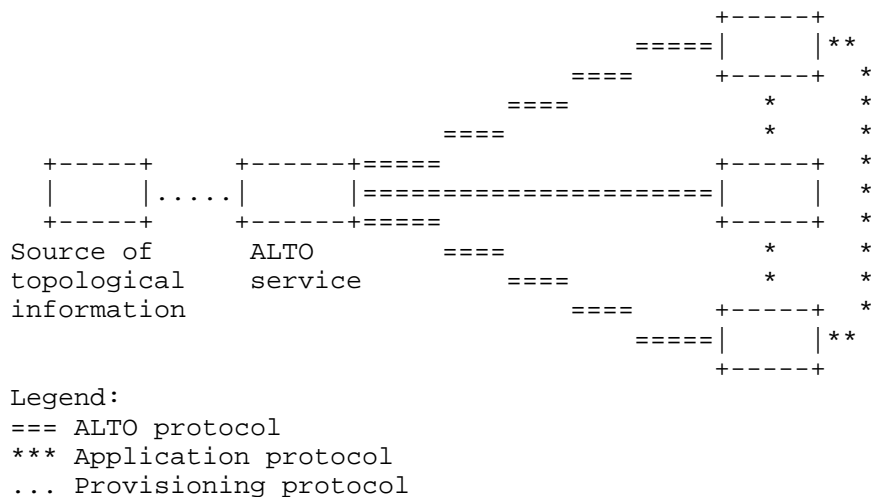 Source of ALTO
topological service
information
Legend:
=== ALTO protocol
*** Application protocol
... Provisioning protocol